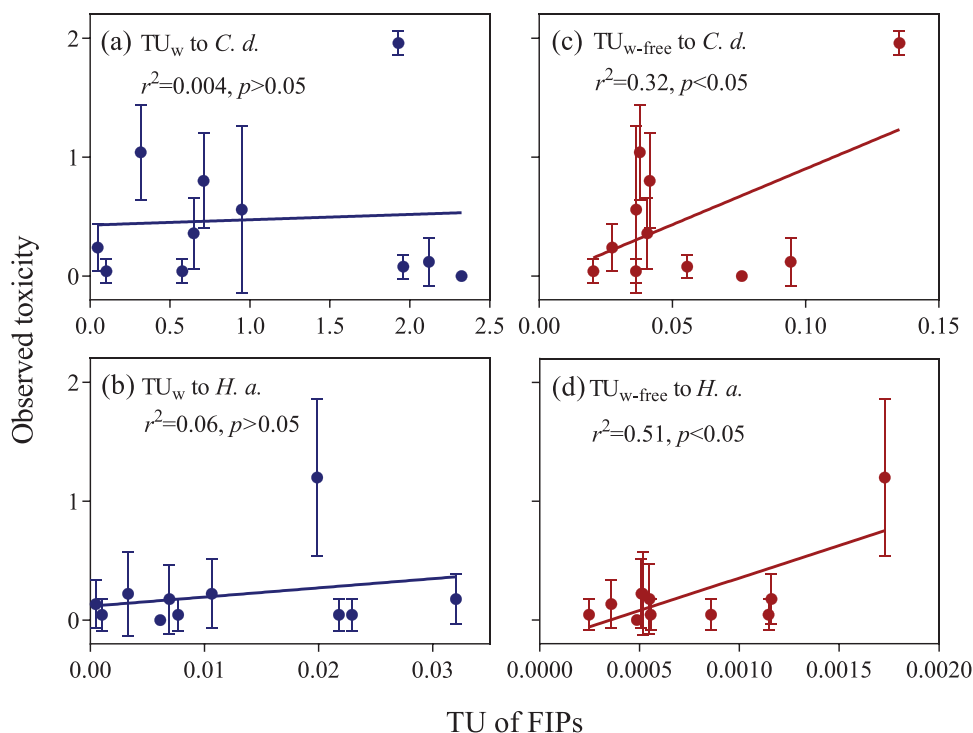 (a) TUw to C. d.
r²=0.004, p>0.05
2
1
0
0.0 0.5 1.0 1.5 2.0 2.5
(c) TUw-free to C. d.
r²=0.32, p<0.05
0.00 0.05 0.10 0.15
Observed toxicity
(b) TUw to H. a.
r²=0.06, p>0.05
2
1
0
0.00 0.01 0.02 0.03
(d) TUw-free to H. a.
r²=0.51, p<0.05
0.0000 0.0005 0.0010 0.0015 0.0020
TU of FIPs